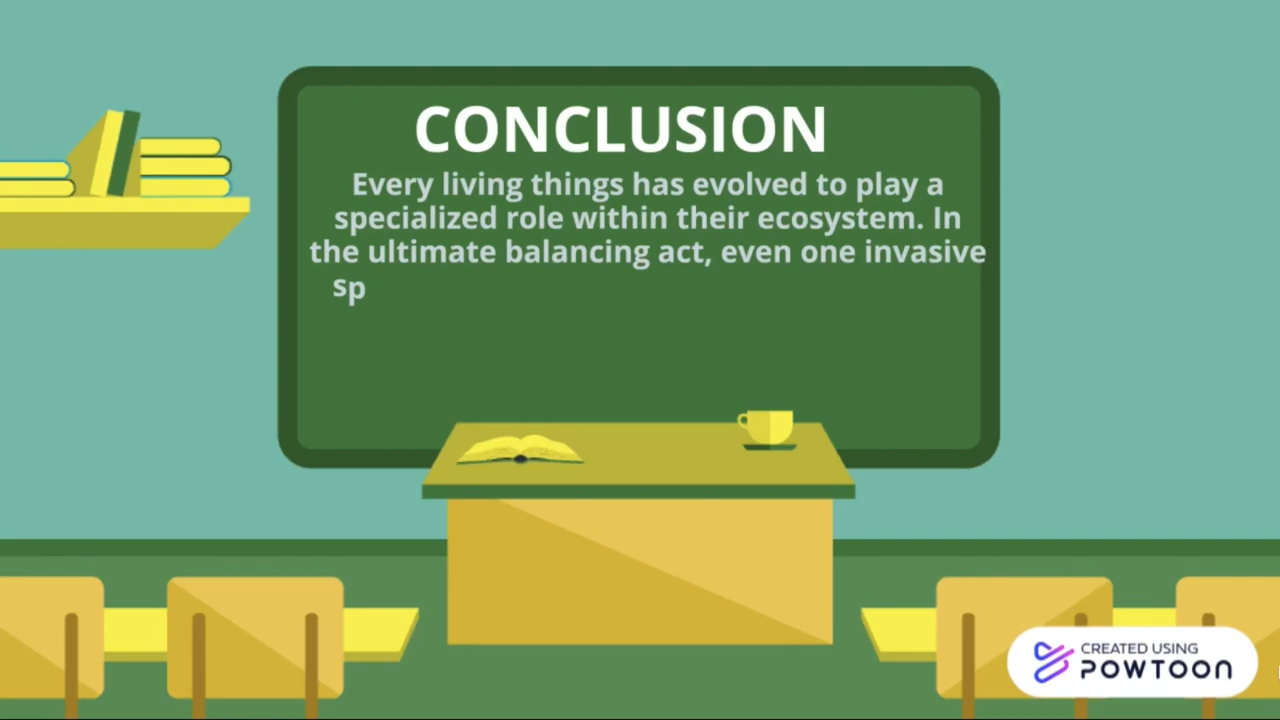 CONCLUSION
Every living things has evolved to play a
specialized role within their ecosystem. In
the ultimate balancing act, even one invasive
sp
CREATED USING
POWTOON